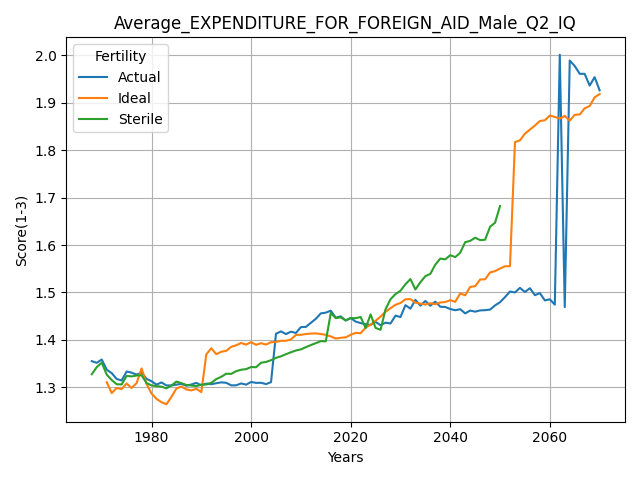 Average_EXPENDITURE_FOR_FOREIGN_AID_Male_Q2_IQ
Fertility
Actual
Ideal
Sterile
Score(1-3)
2.0
1.9
1.8
1.7
1.6
1.5
1.4
1.3
1980
2000
2020
2040
2060
Years